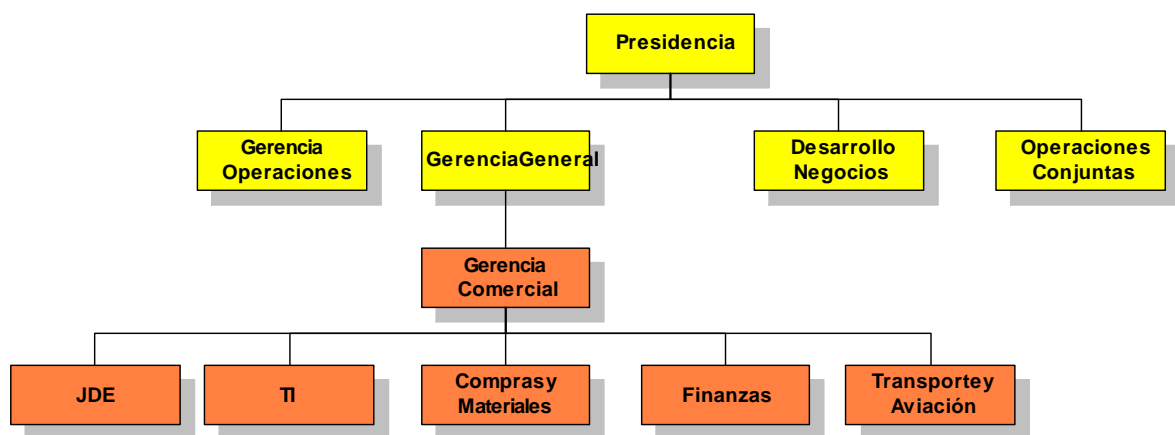 Presidencia
Gerencia
Operaciones
GerenciaGeneral
Desarrollo
Negocios
Operaciones
Conjuntas
Gerencia
Comercial
JDE
TI
Comprasy
Materiales
Finanzas
Transportey
Aviación